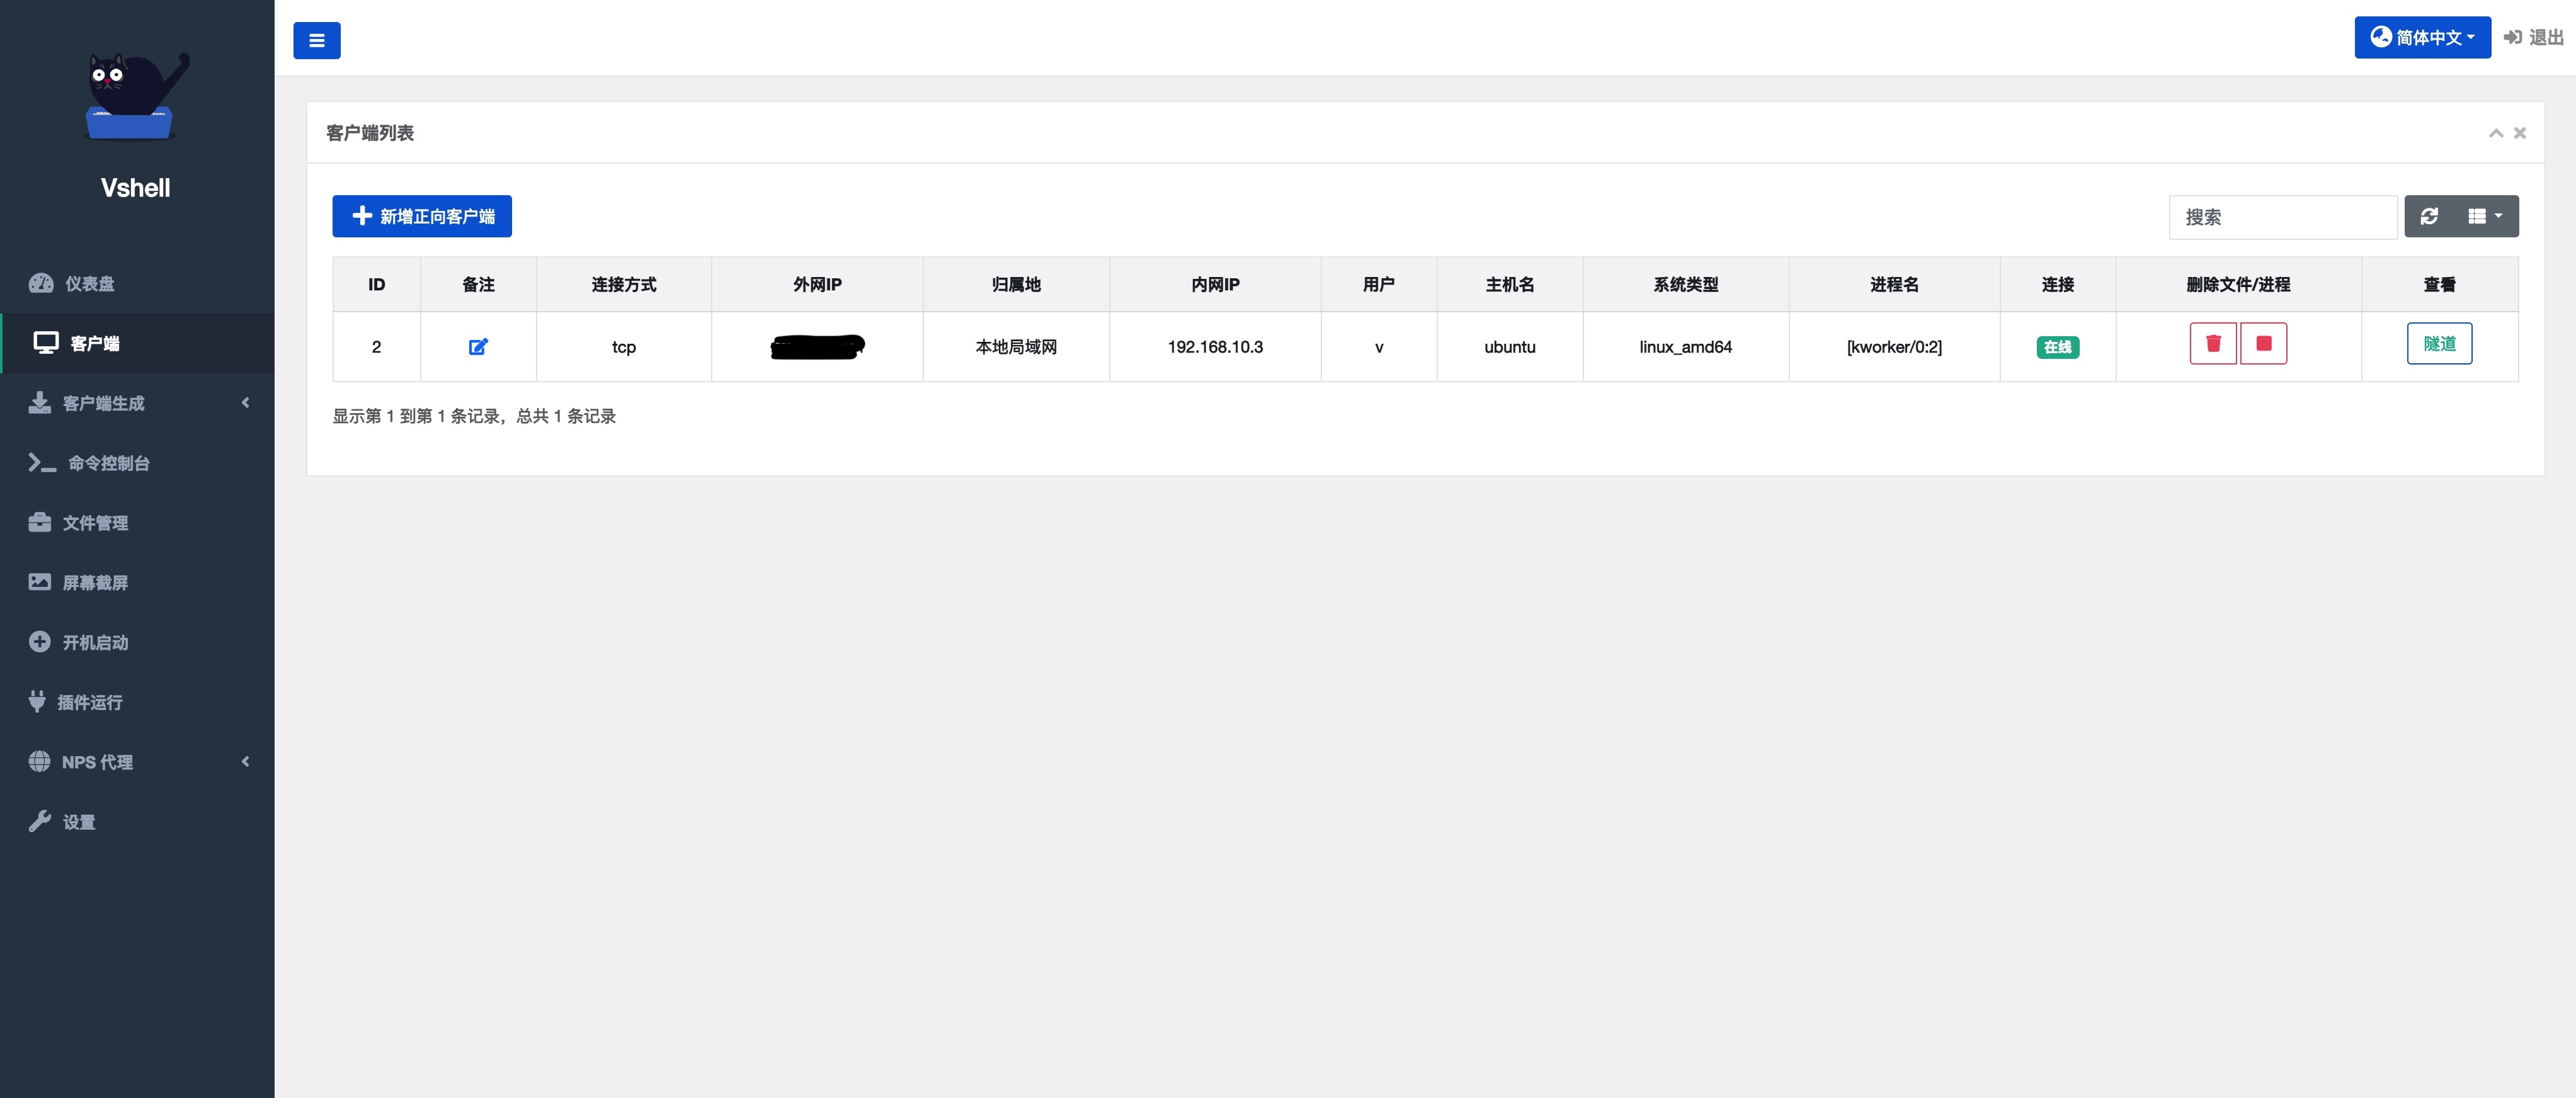 简体中文
退出
Vshell
仪表盘
客户端
客户端生成
命令控制台
文件管理
屏幕截屏
开机启动
插件运行
NPS 代理
设置
客户端列表
新增正向客户端
搜索
ID 备注 连接方式 外网IP 归属地 内网IP 用户 主机名 系统类型 进程名 连接 删除文件/进程 查看
2 tcp 本地局域网 192.168.10.3 v ubuntu linux_amd64 [kworker/0:2] 在线 隧道
显示第 1 到第 1 条记录，总共 1 条记录